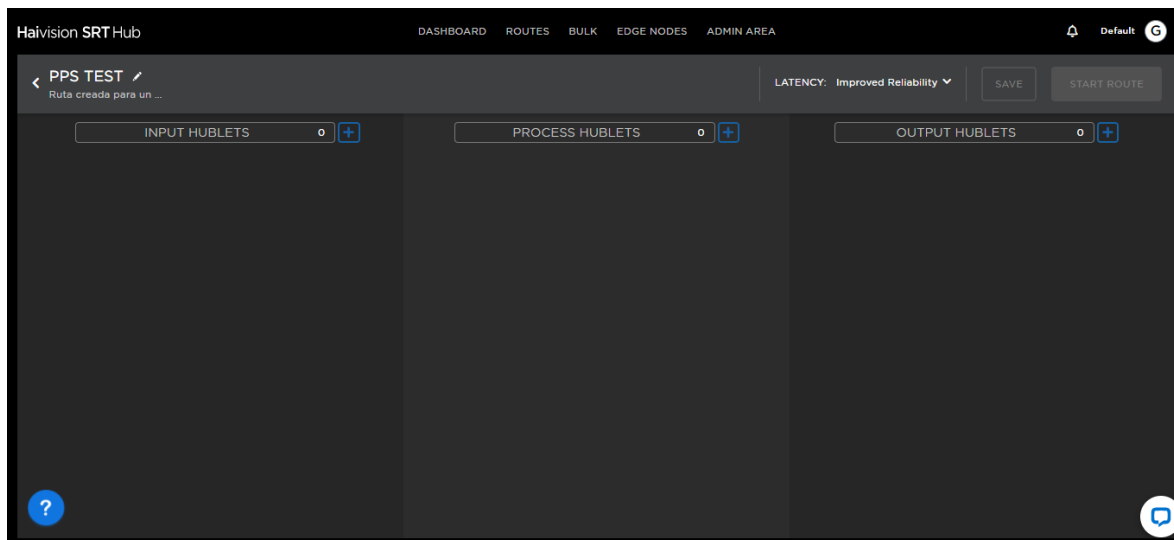 Haivision SRT Hub
DASHBOARD ROUTES BULK EDGE NODES ADMIN AREA
Default G
PPS TEST
Ruta creada para un ...
LATENCY: Improved Reliability
SAVE
START ROUTE
INPUT HUBLETS 0 +
PROCESS HUBLETS 0 +
OUTPUT HUBLETS 0 +
?